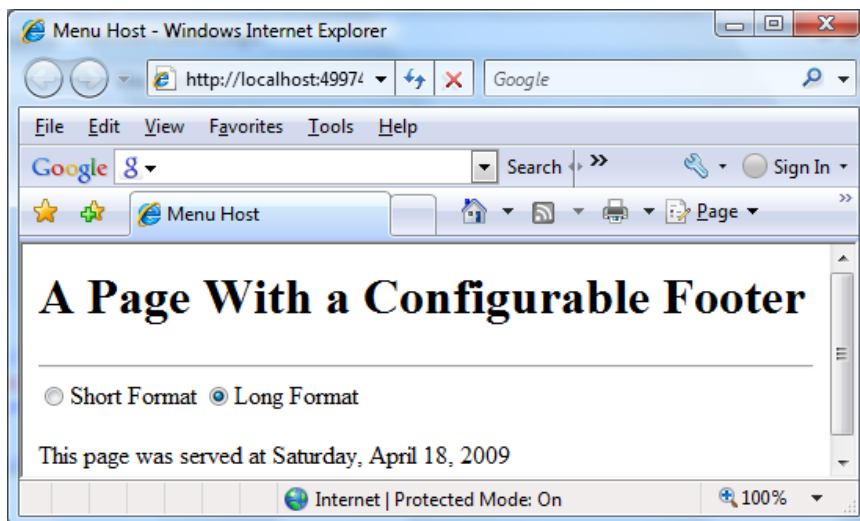 Menu Host - Windows Internet Explorer
http://localhost:49974 Google
File Edit View Favorites Tools Help
Google Search Sign In
Menu Host Page
A Page With a Configurable Footer
Short Format Long Format
This page was served at Saturday, April 18, 2009
Internet | Protected Mode: On 100%